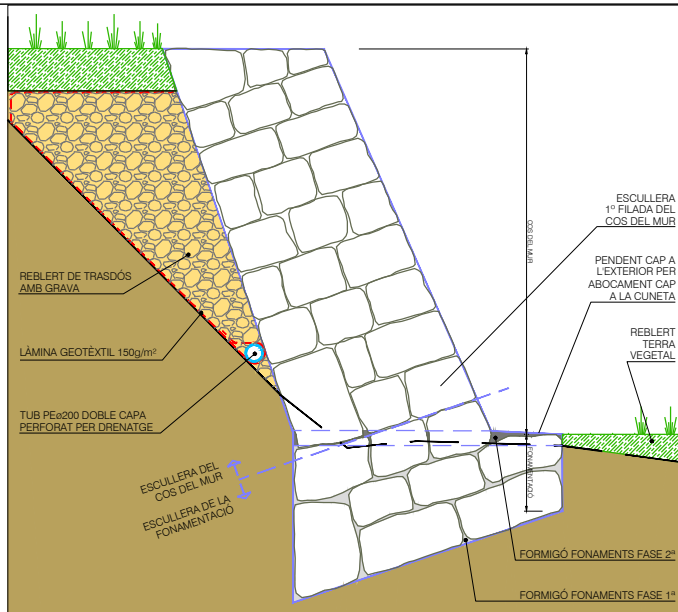 ESCULLERA
1º FILADA DEL
COS DEL MUR
COS DEL MUR
PENDENT CAP A
L'EXTERIOR PER
ABOCAMENT CAP
A LA CUNETA
REBLERT DE TRASDÓS
AMB GRAVA
REBLERT
TERRA
VEGETAL
LÀMINA GEOTÈXTIL 150g/m²
TUB PEø200 DOBLE CAPA
PERFORAT PER DRENATGE
ESCULLERA DEL
COS DEL MUR
ESCULLERA DE LA
FONAMENTACIÓ
FONAMENTACIÓ
FORMIGÓ FONAMENTS FASE 2ª
FORMIGÓ FONAMENTS FASE 1ª